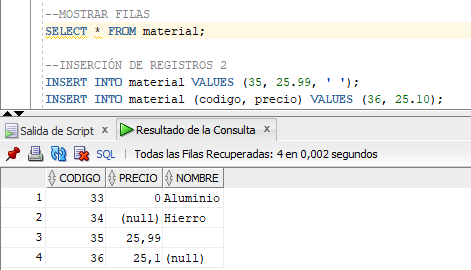 --MOSTRAR FILAS
SELECT * FROM material;
--INSERCIÓN DE REGISTROS 2
INSERT INTO material VALUES (35, 25.99, ' ');
INSERT INTO material (codigo, precio) VALUES (36, 25.10);
Salida de Script x Resultado de la Consulta x
SQL | Todas las Filas Recuperadas: 4 en 0,002 segundos
CODIGO PRECIO NOMBRE
1 33 0 Aluminio
2 34 (null) Hierro
3 35 25,99
4 36 25,1 (null)